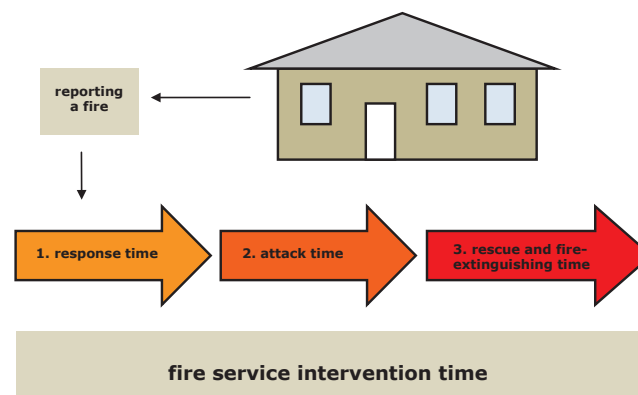 reporting
a fire
1. response time
2. attack time
3. rescue and fire-
extinguishing time
fire service intervention time